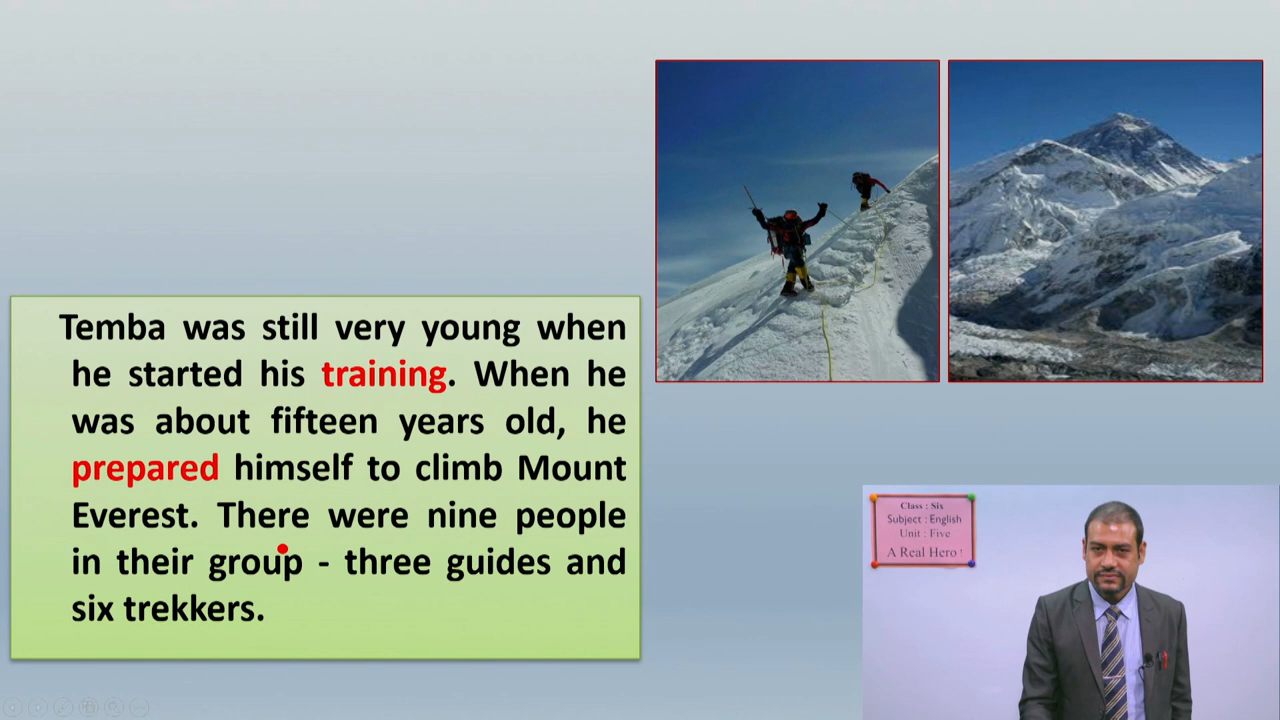 Temba was still very young when
he started his training. When he
was about fifteen years old, he
prepared himself to climb Mount
Everest. There were nine people
in their group - three guides and
six trekkers.
Class : Six
Subject : English
Unit : Five
A Real Hero !